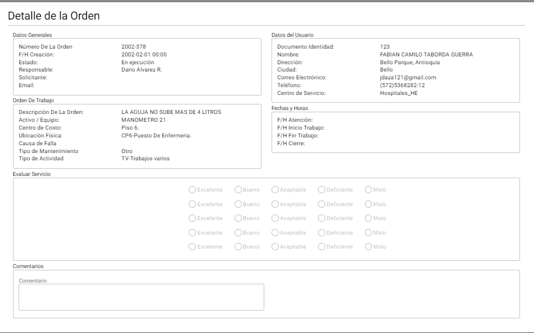 Detalle de la Orden
Datos Generales
Número De La Orden 2002-378
F/H Creación: 2002-02-01 00:00
Estado: En ejecución
Responsable: Dario Alvarez R.
Solicitante:
Email:
Datos del Usuario
Documento Identidad: 123
Nombre: FABIAN CAMILO TABORDA GUERRA
Dirección: Bello Parque, Antioquia
Ciudad: Bello
Correo Electrónico: jdaza121@gmail.com
Teléfono: (572)5368282-12
Centro de Servicio: Hospitales_HE
Orden De Trabajo
Descripción De La Orden: LA AGUJA NO SUBE MAS DE 4 LITROS
Activo / Equipo: MANOMETRO 21
Centro de Costo: Piso 6.
Ubicación Física: CP6-Puesto De Enfermeria.
Causa de Falla
Tipo de Mantenimiento Otro
Tipo de Actividad TV-Trabajos varios
Fechas y Horas
F/H Atención:
F/H Inicio Trabajo:
F/H Fin Trabajo:
F/H Cierre:
Evaluar Servicio
Excelente Bueno Aceptable Deficiente Malo
Excelente Bueno Aceptable Deficiente Malo
Excelente Bueno Aceptable Deficiente Malo
Excelente Bueno Aceptable Deficiente Malo
Excelente Bueno Aceptable Deficiente Malo
Comentarios
Comentario